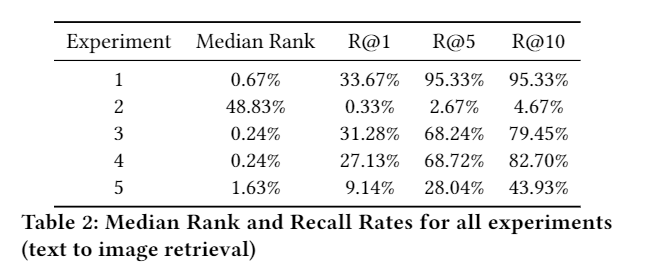 Experiment Median Rank R@1 R@5 R@10
1 0.67% 33.67% 95.33% 95.33%
2 48.83% 0.33% 2.67% 4.67%
3 0.24% 31.28% 68.24% 79.45%
4 0.24% 27.13% 68.72% 82.70%
5 1.63% 9.14% 28.04% 43.93%
Table 2: Median Rank and Recall Rates for all experiments
(text to image retrieval)